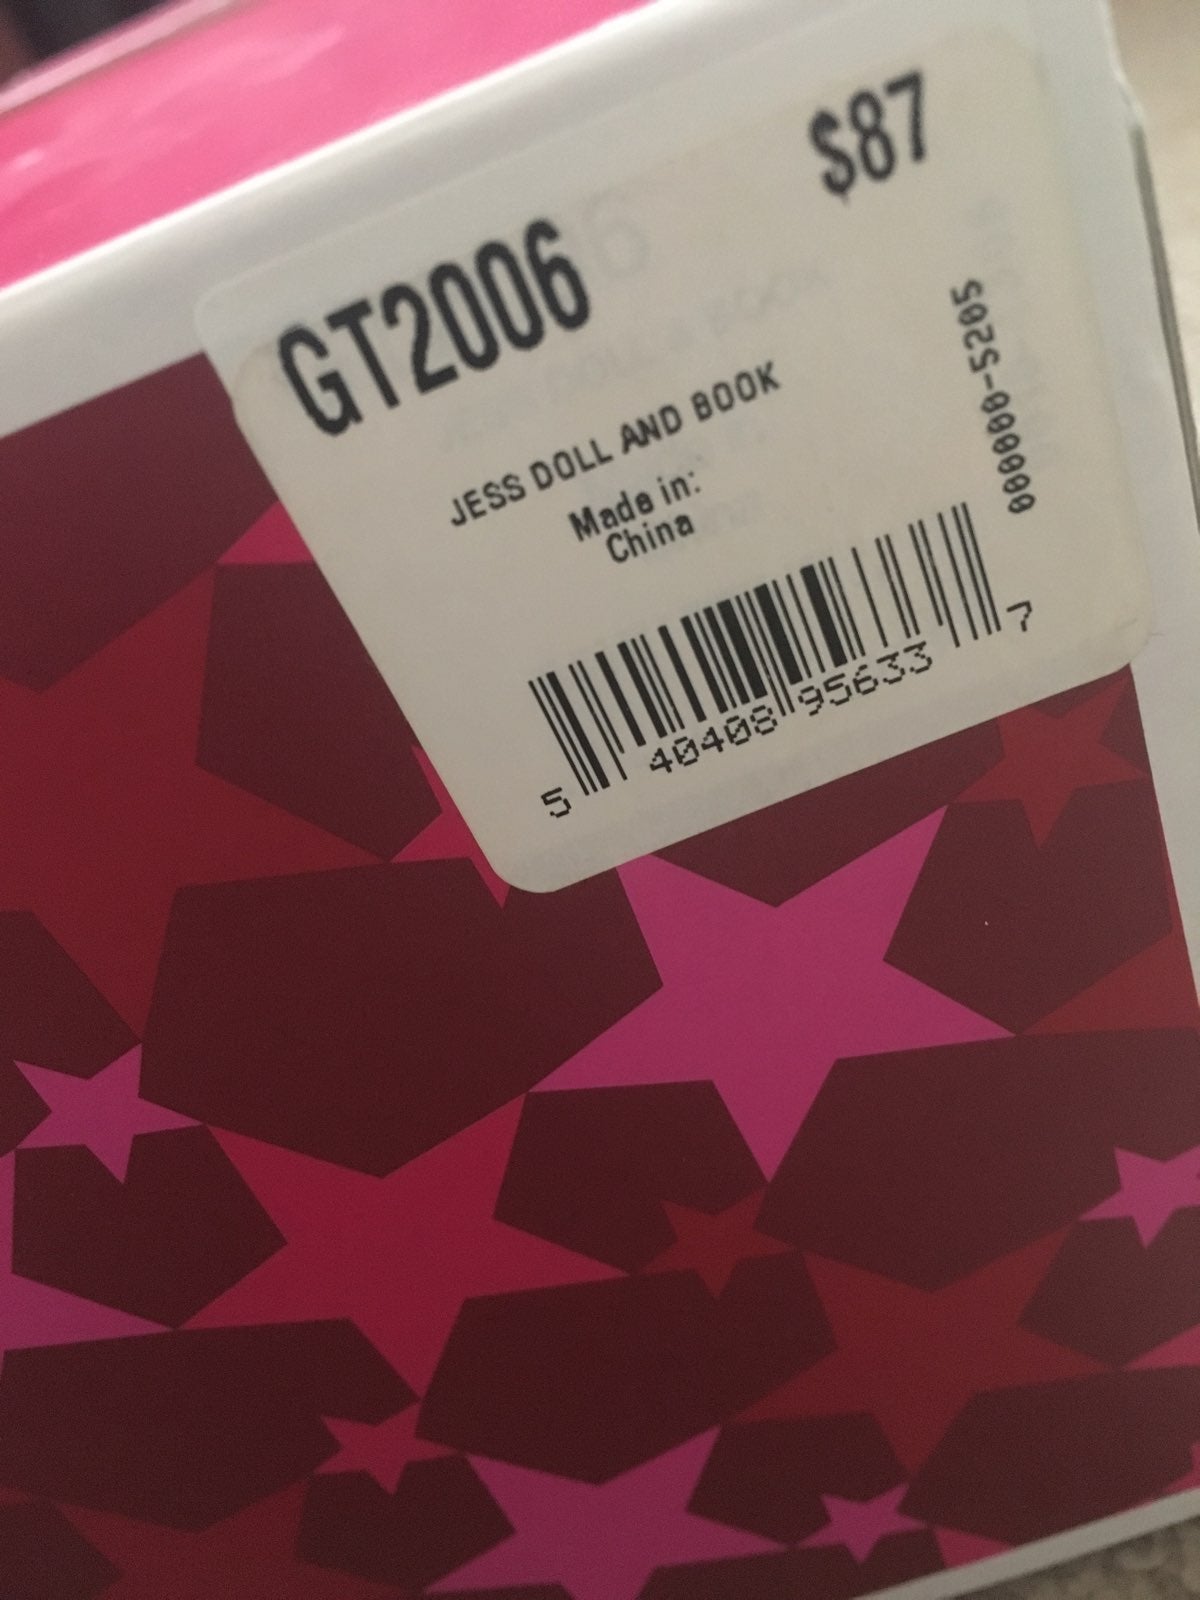 $87
GT2006
JESS DOLL AND BOOK
Made in:
China
000000-5205
5 40408 95633 7